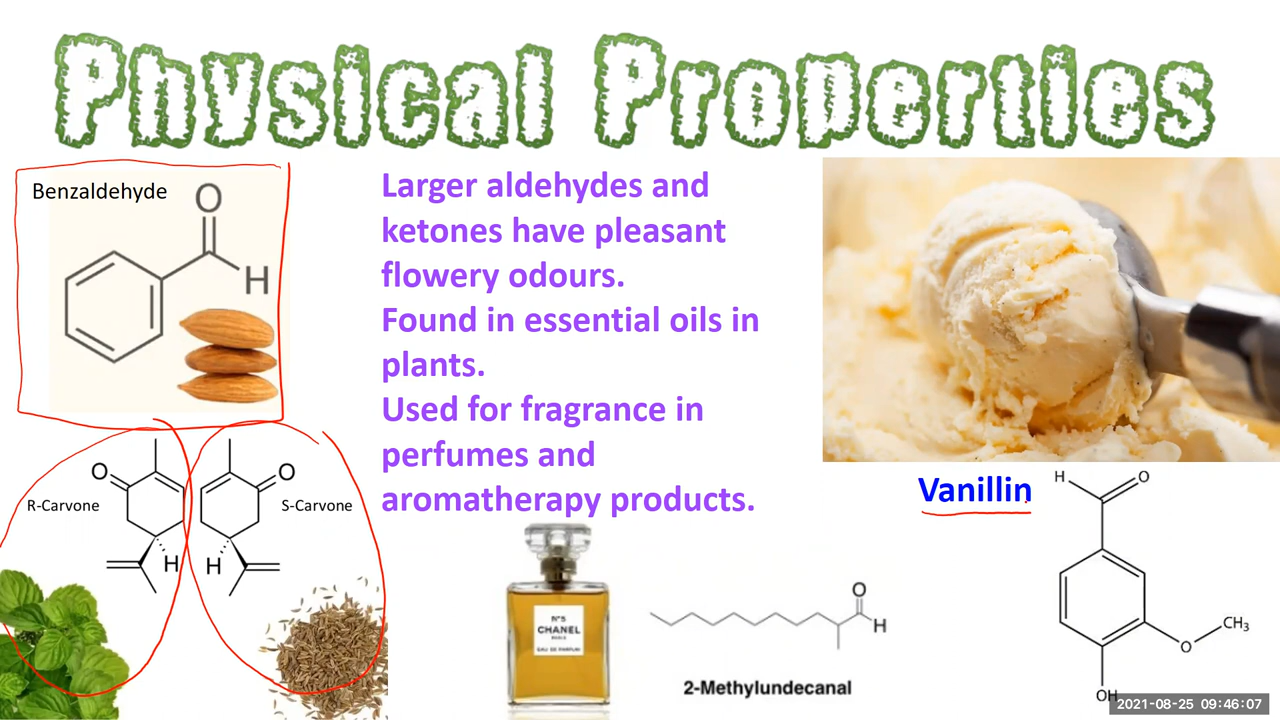 Physical Properties
Benzaldehyde
O
H
Larger aldehydes and
ketones have pleasant
flowery odours.
Found in essential oils in
plants.
Used for fragrance in
perfumes and
aromatherapy products.
O
R-Carvone
H
O
S-Carvone
H
N°5
CHANEL
PARIS
EAU DE PARFUM
O
H
2-Methylundecanal
Vanillin
H
O
CH3
O
OH
2021-08-25 09:46:07